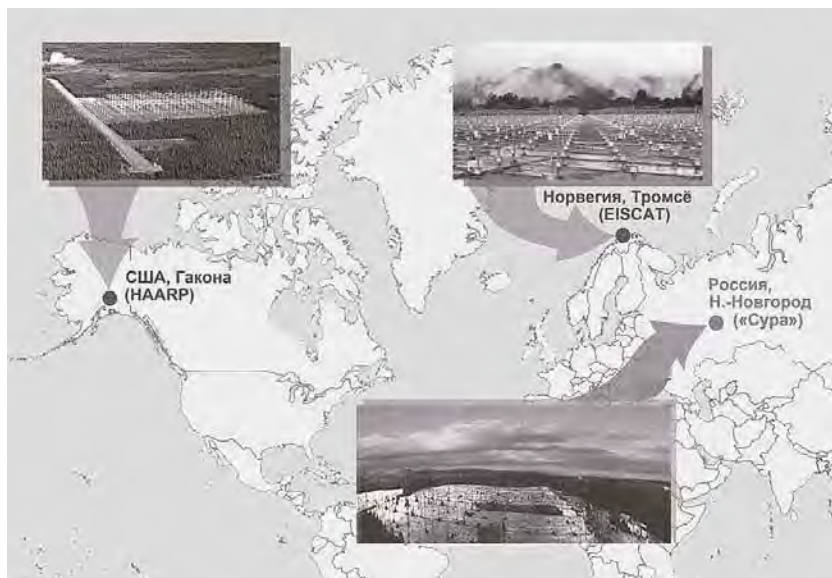 США, Гакона
(HAARP)
Норвегия, Тромсё
(EISCAT)
Россия,
Н.-Новгород
(«Сура»)